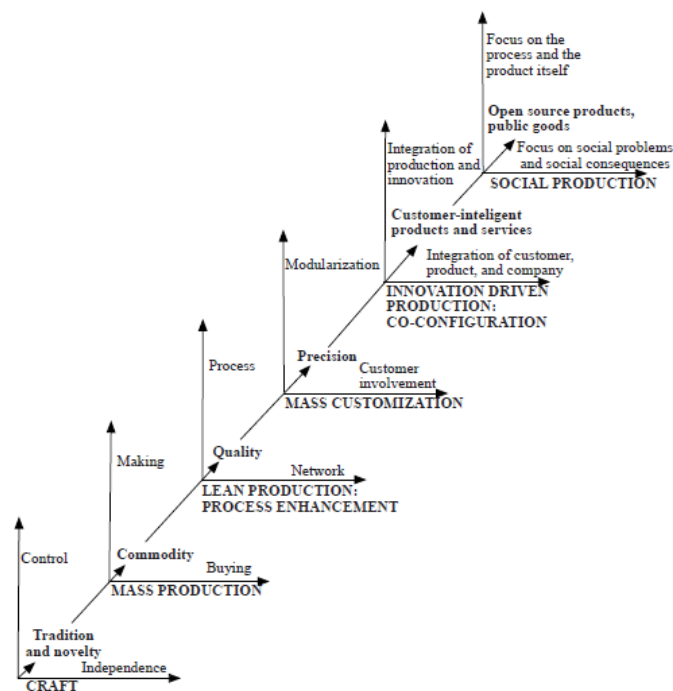 Focus on the
process and the
product itself
Open source products,
public goods
Focus on social problems
and social consequences
SOCIAL PRODUCTION
Integration of
production and
innovation
Customer-inteligent
products and services
Integration of customer,
product, and company
INNOVATION DRIVEN
PRODUCTION:
CO-CONFIGURATION
Modularization
Precision
Customer
involvement
MASS CUSTOMIZATION
Process
Quality
Network
LEAN PRODUCTION:
PROCESS ENHANCEMENT
Making
Commodity
Buying
MASS PRODUCTION
Control
Tradition
and novelty
Independence
CRAFT